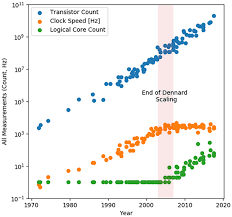 Transistor Count
Clock Speed [Hz]
Logical Core Count
End of Dennard
Scaling
All Measurements (Count, Hz)
10¹¹
10⁹
10⁷
10⁵
10³
10¹
10⁻¹
1970
1980
1990
2000
2010
2020
Year